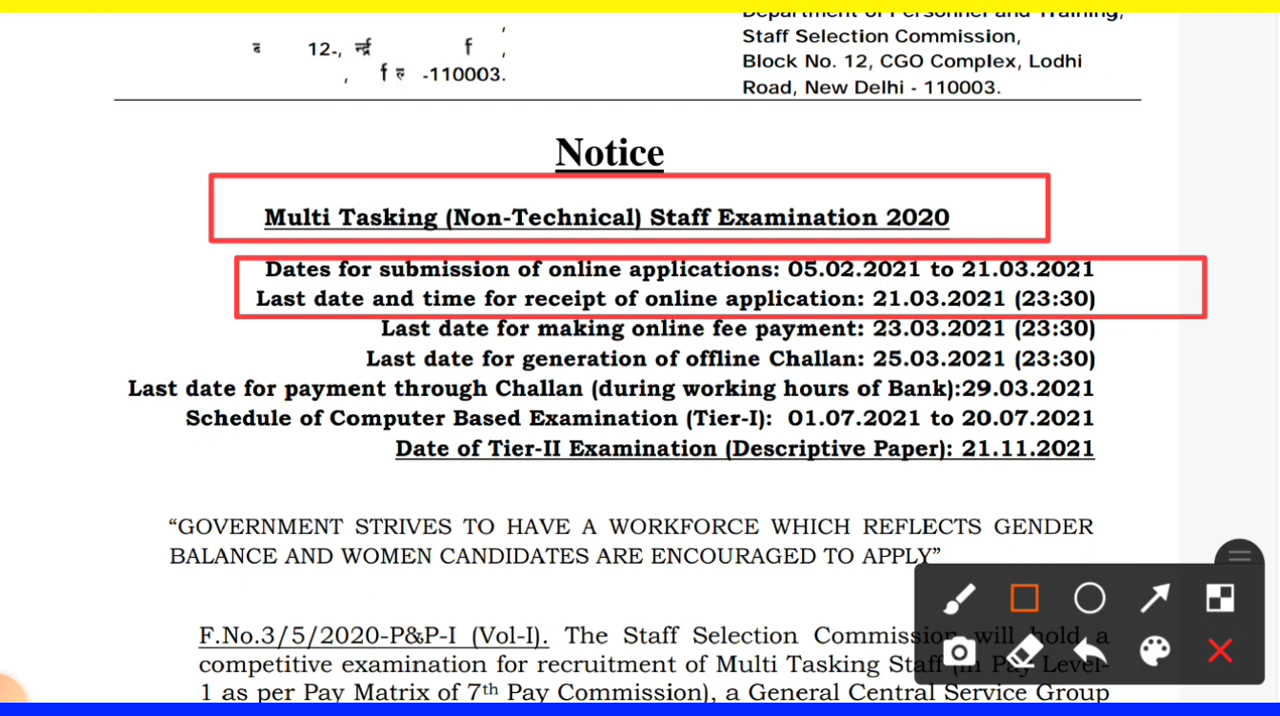 Department of Personnel and Training,
Staff Selection Commission,
Block No. 12, CGO Complex, Lodhi
Road, New Delhi - 110003.
12-,
-110003.
Notice
Multi Tasking (Non-Technical) Staff Examination 2020
Dates for submission of online applications: 05.02.2021 to 21.03.2021
Last date and time for receipt of online application: 21.03.2021 (23:30)
Last date for making online fee payment: 23.03.2021 (23:30)
Last date for generation of offline Challan: 25.03.2021 (23:30)
Last date for payment through Challan (during working hours of Bank):29.03.2021
Schedule of Computer Based Examination (Tier-I): 01.07.2021 to 20.07.2021
Date of Tier-II Examination (Descriptive Paper): 21.11.2021
“GOVERNMENT STRIVES TO HAVE A WORKFORCE WHICH REFLECTS GENDER
BALANCE AND WOMEN CANDIDATES ARE ENCOURAGED TO APPLY”
F.No.3/5/2020-P&P-I (Vol-I). The Staff Selection Commission will hold a
competitive examination for recruitment of Multi Tasking Staff (in Pay Level-
1 as per Pay Matrix of 7th Pay Commission), a General Central Service Group